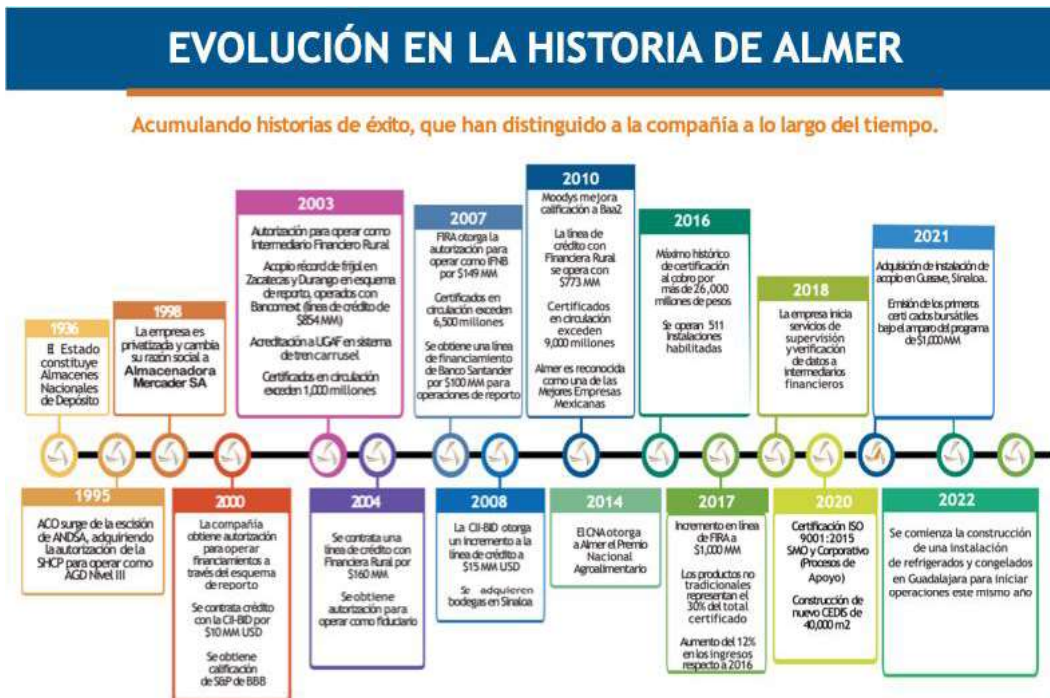 EVOLUCIÓN EN LA HISTORIA DE ALMER
Acumulando historias de éxito, que han distinguido a la compañía a lo largo del tiempo.
1936
El Estado
constituye
Almacenes
Nacionales
de Depósito
1995
ACO surge de la escisión
de ANDSA, adquiriendo
la autorización de la
SHCP para operar como
AGD Nivel III
1998
La empresa es
privatizada y cambia
su razón social a
Almacenadora
Mercader SA
2000
La compañía
obtiene autorización
para operar
financiamientos a
través del esquema
de reporto
Se contrata crédito
con la CII-BID por
$10 MM USD
Se obtiene
calificación
de S&P de BBB
2003
Autorización para operar como
Intermediario Financiero Rural
Acopio récord de frijol en
Zacatecas y Durango en esquema
de reporto, operados con
Bancomext (línea de crédito de
$854 MM)
Acreditación a UGAF en sistema
de tren carrusel
Certificados en circulación
exceden 1,000 millones
2004
Se contrata una
línea de crédito con
Financiera Rural por
$160 MM
Se obtiene
autorización para
operar como fiduciario
2007
FIRA otorga la
autorización para
operar como IFNB
por $149 MM
Certificados en
circulación exceden
6,500 millones
Se obtiene una línea
de financiamiento
de Banco Santander
por $100 MM para
operaciones de reporto
2008
La CII-BID otorga
un incremento a la
línea de crédito a
$15 MM USD
Se adquieren
bodegas en Sinaloa
2010
Moodys mejora
calificación a Baa2
La línea de
crédito con
Financiera Rural
se opera con
$773 MM
Certificados
en circulación
exceden
9,000 millones
Almer es reconocida
como una de las
Mejores Empresas
Mexicanas
2014
El CNA otorga
a Almer el Premio
Nacional
Agroalimentario
2016
Máximo histórico
de certificación
al cobro por
más de 26,000
millones de pesos
Se operan 511
Instalaciones
habilitadas
2017
Incremento en línea
de FIRA a
$1,000 MM
Los productos no
tradicionales
representan el
30% del total
certificado
Aumento del 12%
en los ingresos
respecto a 2016
2018
La empresa inicia
servicios de
supervisión
y verificación
de datos a
intermediarios
financieros
2020
Certificación ISO
9001:2015
SMO y Corporativo
(Procesos de
Apoyo)
Construcción de
nuevo CEDIS de
40,000 m2
2021
Adquisición de instalación de
acopio en Guasave, Sinaloa.
Emisión de los primeros
certi cados bursátiles
bajo el amparo del programa
de $1,000 MM
2022
Se comienza la construcción
de una instalación
de refrigerados y congelados
en Guadalajara para iniciar
operaciones este mismo año